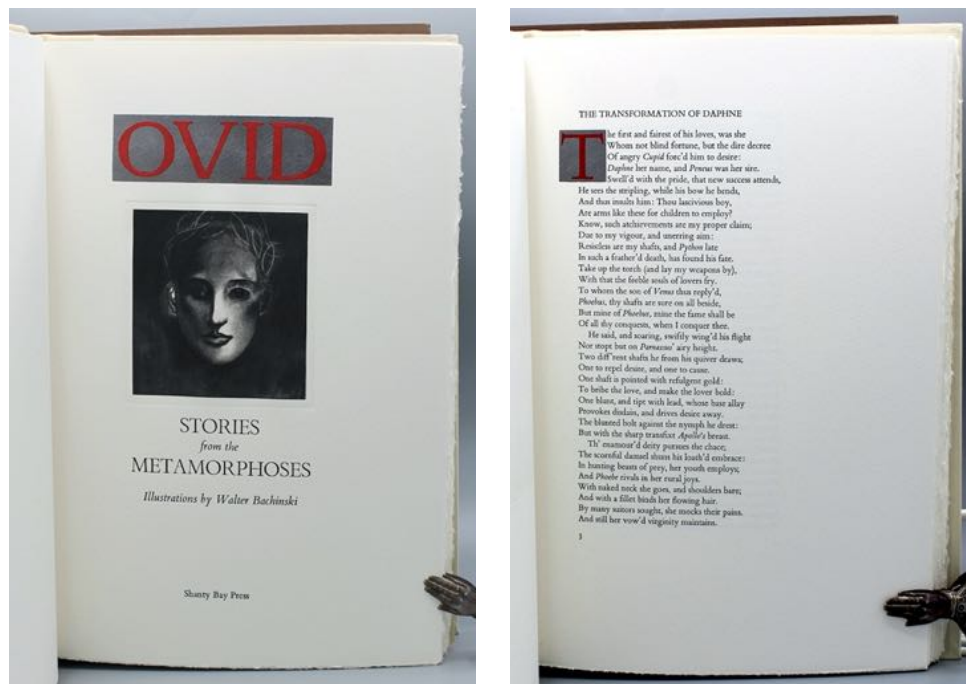 OVID
STORIES
from the
METAMORPHOSES
Illustrations by Walter Bachinski
Shanty Bay Press
THE TRANSFORMATION OF DAPHNE
The first and fairest of his loves, was she
Whom not blind fortune, but the dire decree
Of angry Cupid forc'd him to desire:
Daphne her name, and Peneus was her sire.
Swell'd with the pride, that new success attends,
He sees the stripling, while his bow he bends,
And thus insults him: Thou lascivious boy,
Are arms like these for children to employ?
Know, such atchievements are my proper claim;
Due to my vigour, and unerring aim:
Resistless are my shafts, and Python late
In such a feather'd death, has found his fate.
Take up the torch (and lay my weapons by),
With that the feeble souls of lovers fry.
To whom the son of Venus thus reply'd,
Phoebus, thy shafts are sure on all beside,
But mine of Phoebus, mine the fame shall be
Of all thy conquests, when I conquer thee.
He said, and soaring, swiftly wing'd his flight
Nor stopt but on Parnassus' airy height.
Two diff'rent shafts he from his quiver draws;
One to repel desire, and one to cause.
One shaft is pointed with refulgent gold:
To bribe the love, and make the lover bold:
One blunt, and tipt with lead, whose base allay
Provokes disdain, and drives desire away.
The blunted bolt against the nymph he drest:
But with the sharp transfixt Apollo's breast.
Th' enamour'd deity pursues the chace;
The scornful damsel shuns his loath'd embrace:
In hunting beasts of prey, her youth employs;
And Phoebe rivals in her rural joys.
With naked neck she goes, and shoulders bare;
And with a fillet binds her flowing hair.
By many suitors sought, she mocks their pains,
And still her vow'd virginity maintains.